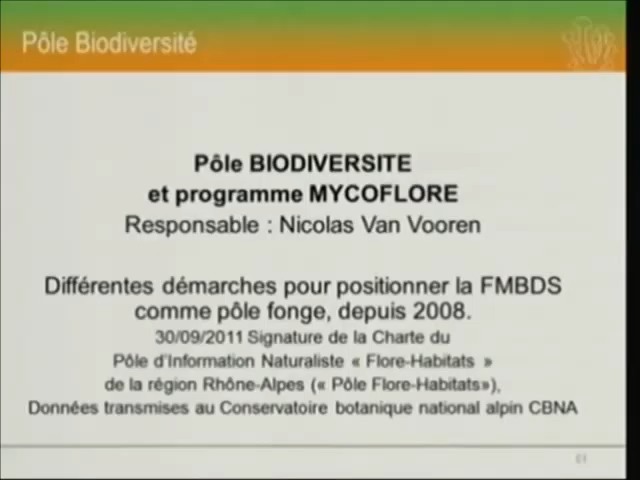 Pôle Biodiversité
Pôle BIODIVERSITE
et programme MYCOFLORE
Responsable : Nicolas Van Vooren
Différentes démarches pour positionner la FMBDS
comme pôle fonge, depuis 2008.
30/09/2011 Signature de la Charte du
Pôle d'Information Naturaliste « Flore-Habitats »
de la région Rhône-Alpes (« Pôle Flore-Habitats»),
Données transmises au Conservatoire botanique national alpin CBNA